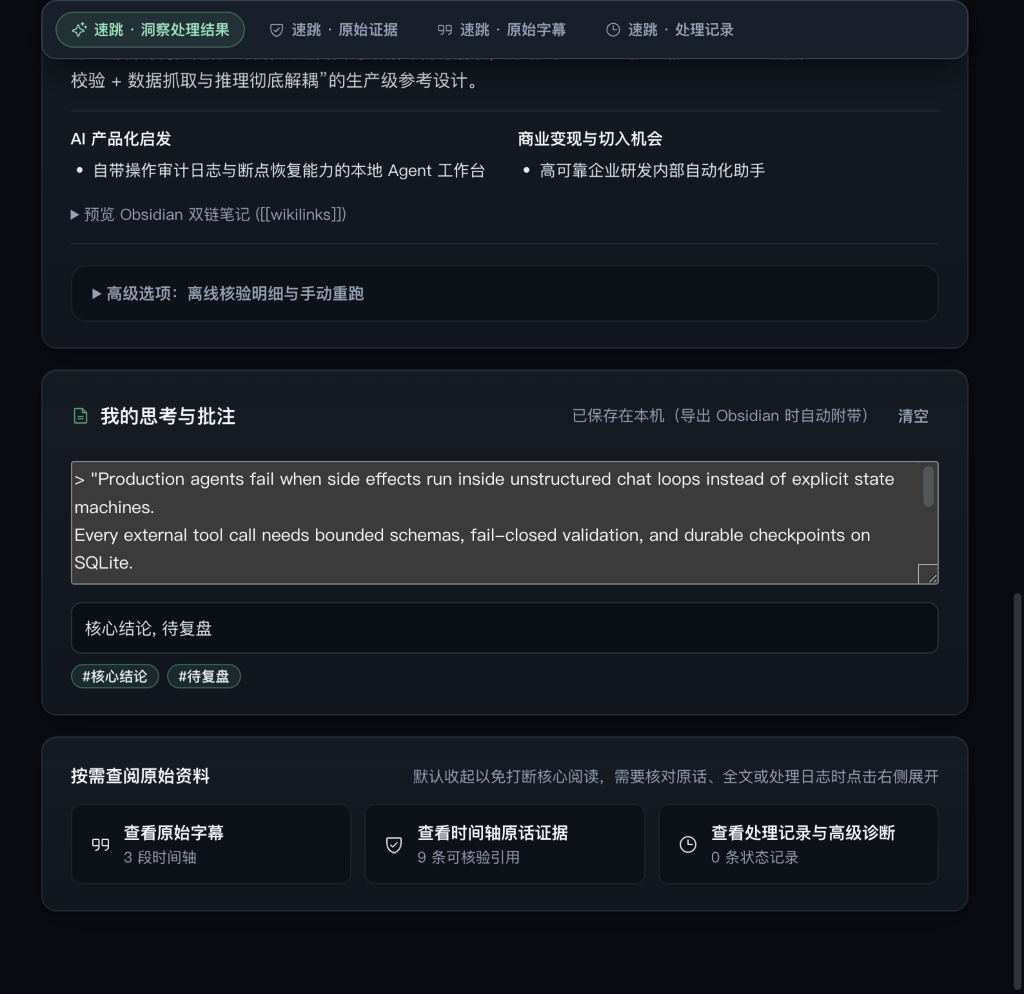 速跳 · 洞察处理结果
速跳 · 原始证据
速跳 · 原始字幕
速跳 · 处理记录
校验 + 数据抓取与推理彻底解耦”的生产级参考设计。
AI 产品化启发
• 自带操作审计日志与断点恢复能力的本地 Agent 工作台
商业变现与切入机会
• 高可靠企业研发内部自动化助手
▶ 预览 Obsidian 双链笔记 ([[wikilinks]])
▶ 高级选项：离线核验明细与手动重跑
我的思考与批注
已保存在本机（导出 Obsidian 时自动附带）
清空
> "Production agents fail when side effects run inside unstructured chat loops instead of explicit state
machines.
Every external tool call needs bounded schemas, fail-closed validation, and durable checkpoints on
SQLite.
核心结论, 待复盘
#核心结论
#待复盘
按需查阅原始资料
默认收起以免打断核心阅读，需要核对原话、全文或处理日志时点击右侧展开
查看原始字幕
3 段时间轴
查看时间轴原话证据
9 条可核验引用
查看处理记录与高级诊断
0 条状态记录